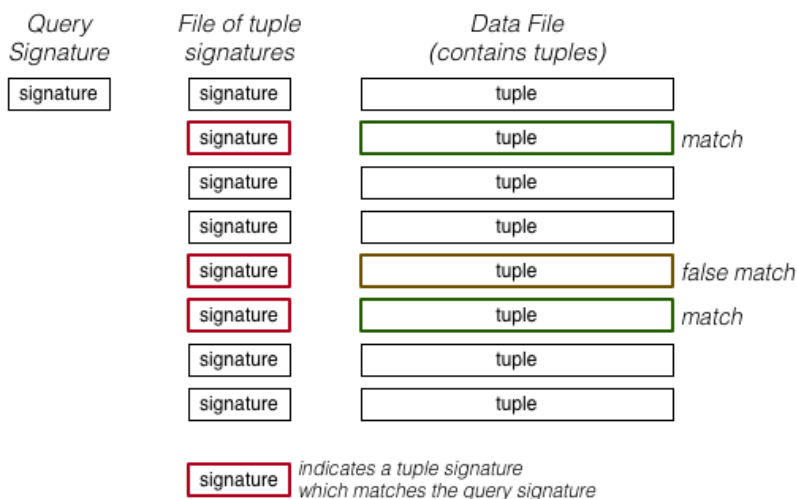 Query
Signature
File of tuple
signatures
Data File
(contains tuples)
signature signature tuple
signature tuple match
signature tuple
signature tuple
signature tuple false match
signature tuple match
signature tuple
signature tuple
signature indicates a tuple signature
which matches the query signature